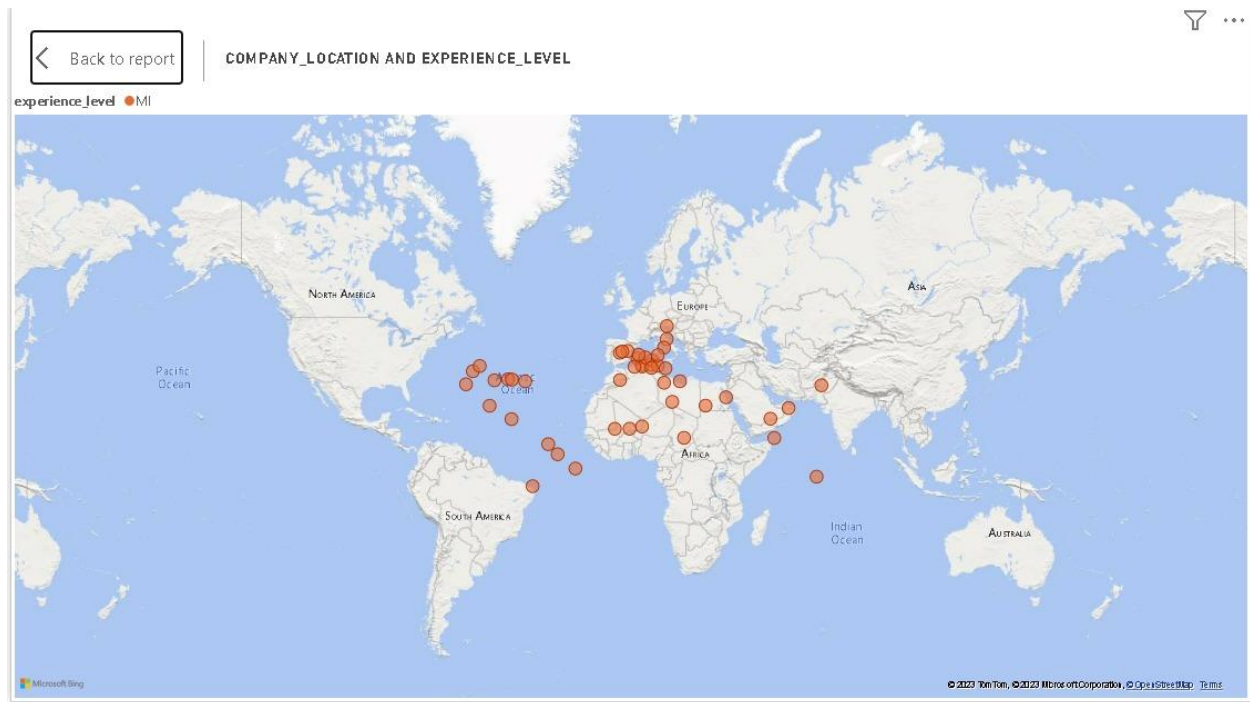 Back to report
COMPANY_LOCATION AND EXPERIENCE_LEVEL
experience_level MI
NORTH AMERICA
EUROPE
ASIA
Pacific
Ocean
Ocean
AFRICA
SOUTH AMERICA
Indian
Ocean
AUSTRALIA
Microsoft Bing
© 2023 TomTom, © 2023 Microsoft Corporation, © OpenStreetMap Terms